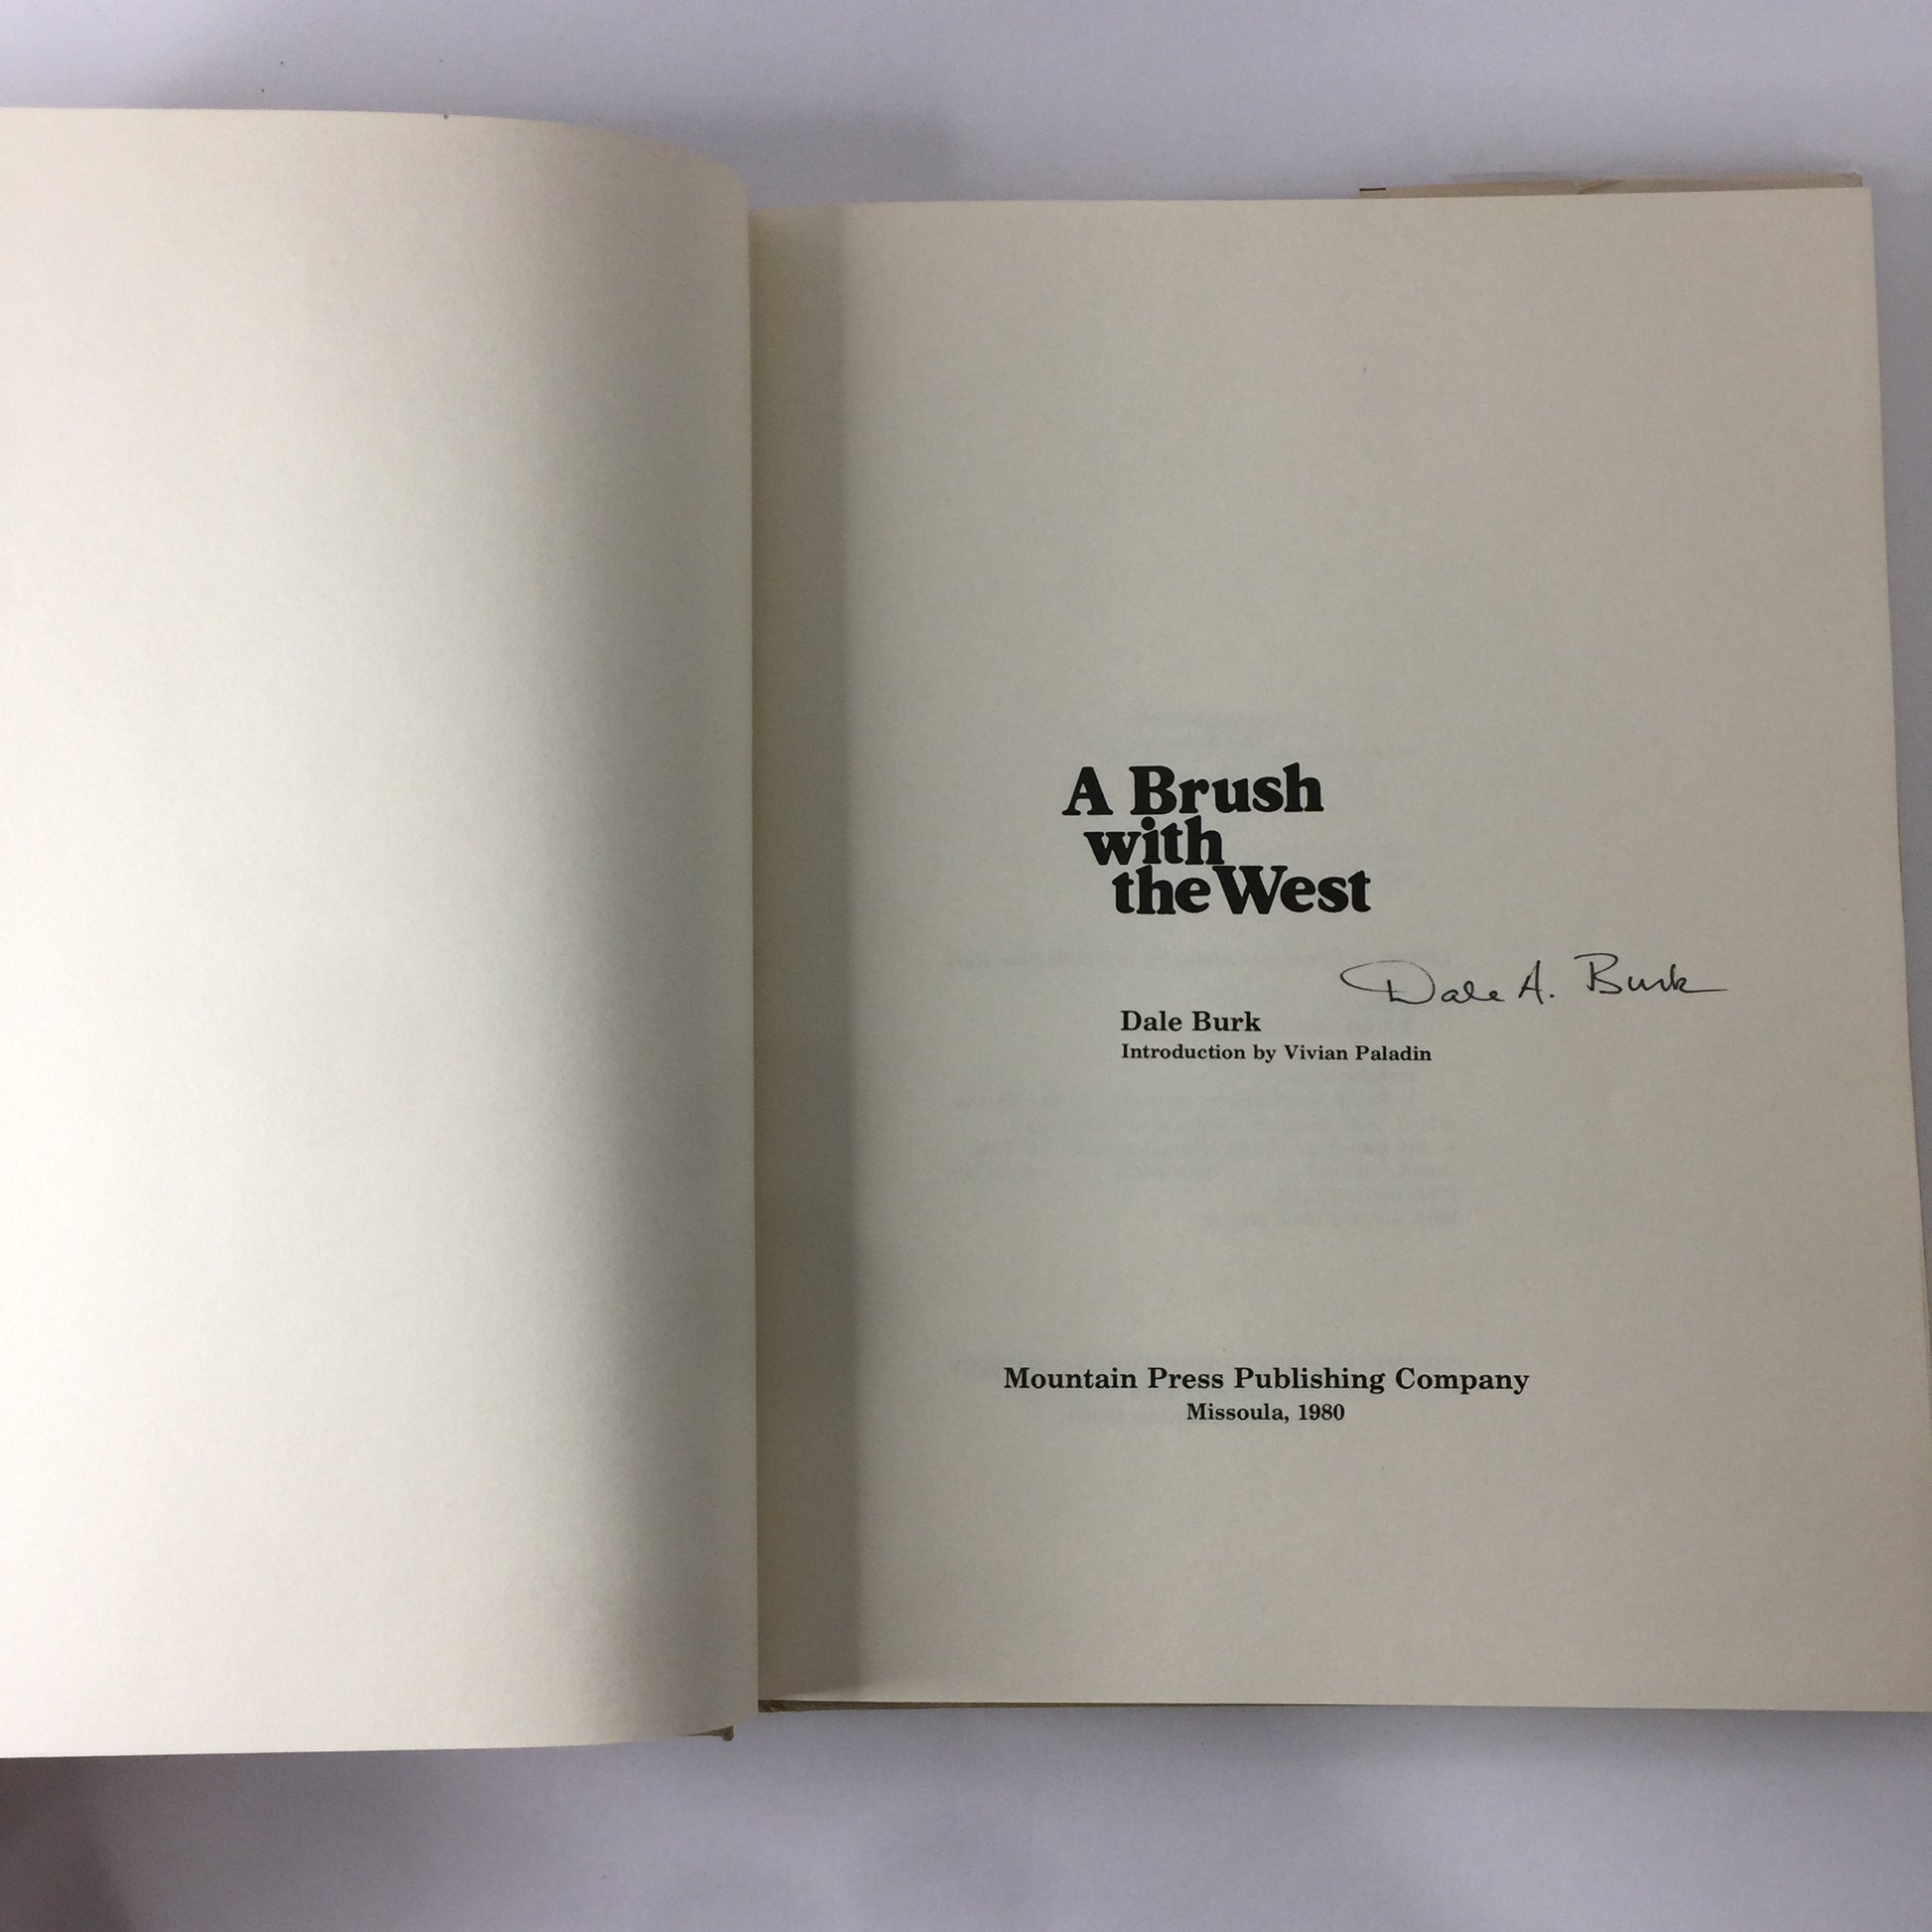 A Brush
with
the West
Dale A. Burk
Dale Burk
Introduction by Vivian Paladin
Mountain Press Publishing Company
Missoula, 1980